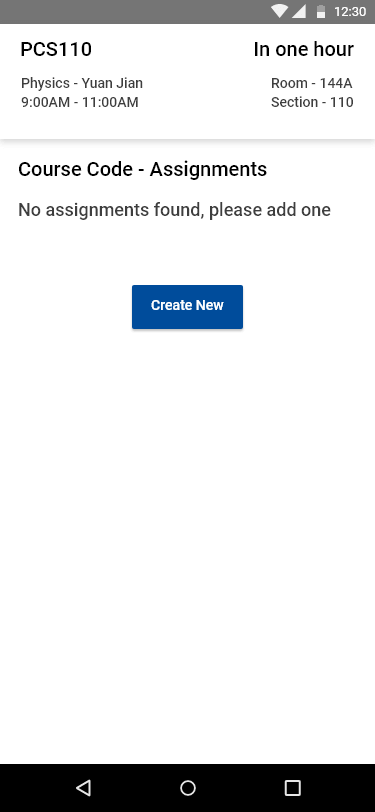 12:30
PCS110
In one hour
Physics - Yuan Jian
Room - 144A
9:00AM - 11:00AM
Section - 110
Course Code - Assignments
No assignments found, please add one
Create New